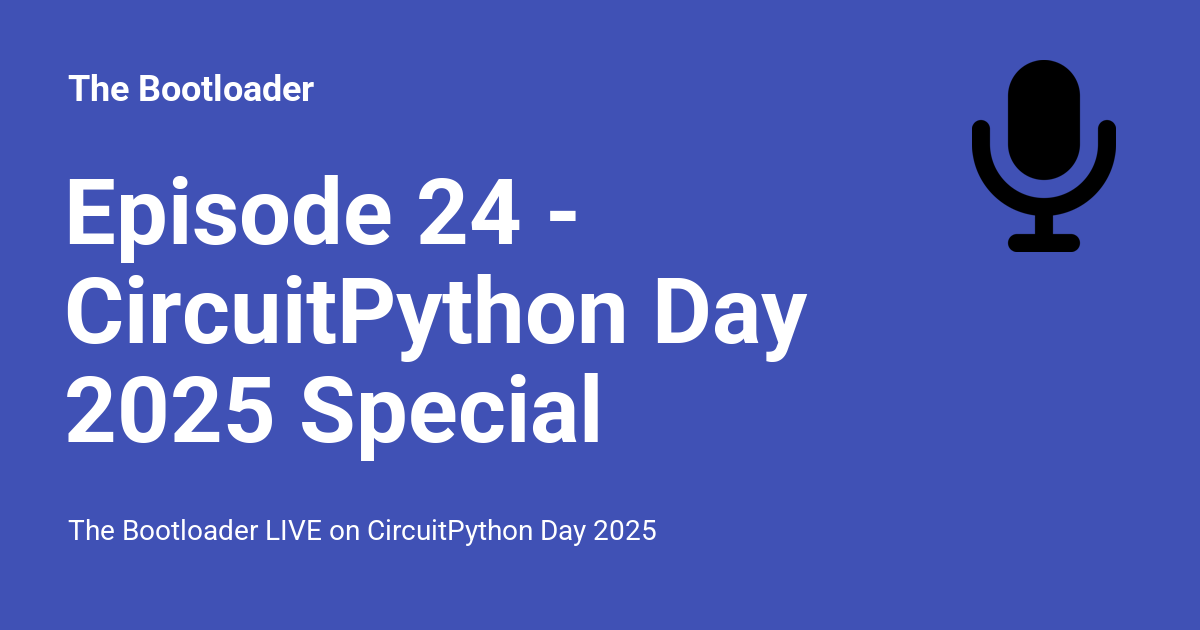 The Bootloader
Episode 24 -
CircuitPython Day
2025 Special
The Bootloader LIVE on CircuitPython Day 2025